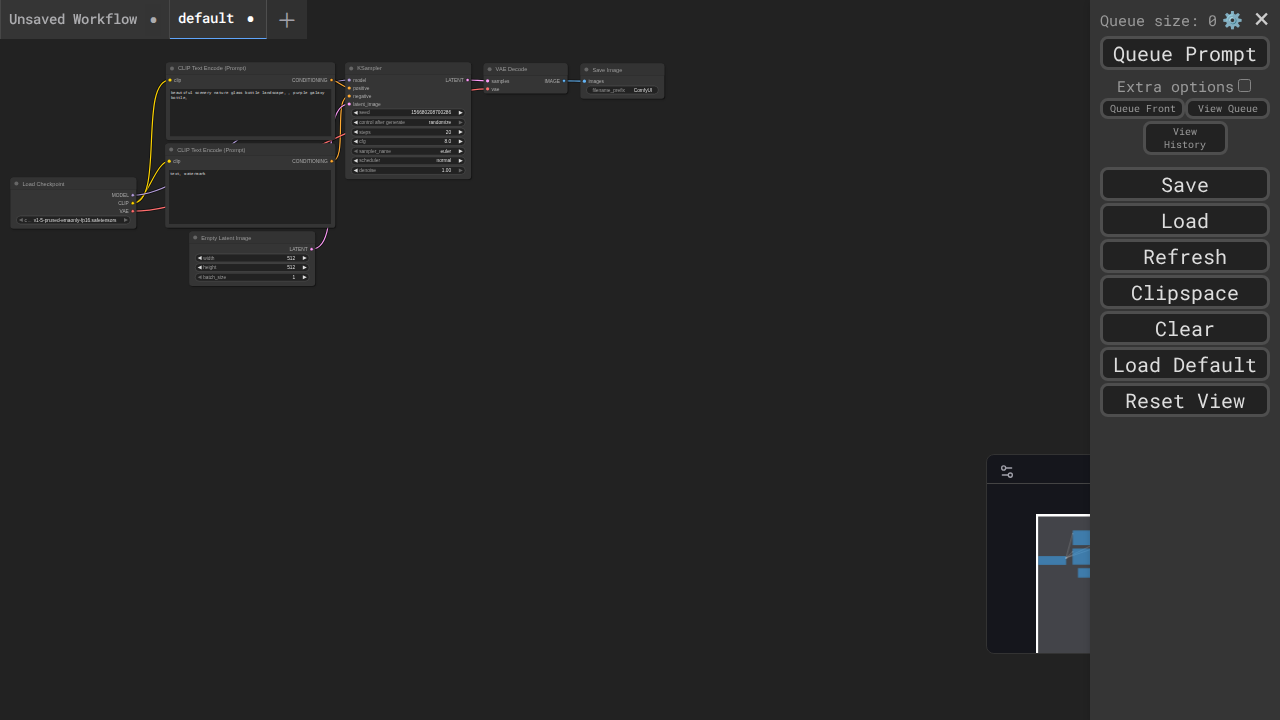 Unsaved Workflow
default
Queue size: 0
Queue Prompt
Extra options
Queue Front
View Queue
View History
Save
Load
Refresh
Clipspace
Clear
Load Default
Reset View
CLIP Text Encode (Prompt)
clip
CONDITIONING
beautiful scenery nature glass bottle landscape, , purple galaxy
bottle,
CLIP Text Encode (Prompt)
clip
CONDITIONING
text, watermark
Load Checkpoint
MODEL
CLIP
VAE
v1-5-pruned-emaonly-fp16.safetensors
Empty Latent Image
LATENT
width 512
height 512
batch_size 1
KSampler
model
LATENT
positive
negative
latent_image
seed 156680208700286
control after generate randomize
steps 20
cfg 8.0
sampler_name euler
scheduler normal
denoise 1.00
VAE Decode
samples
IMAGE
vae
Save Image
images
filename_prefix ComfyUI